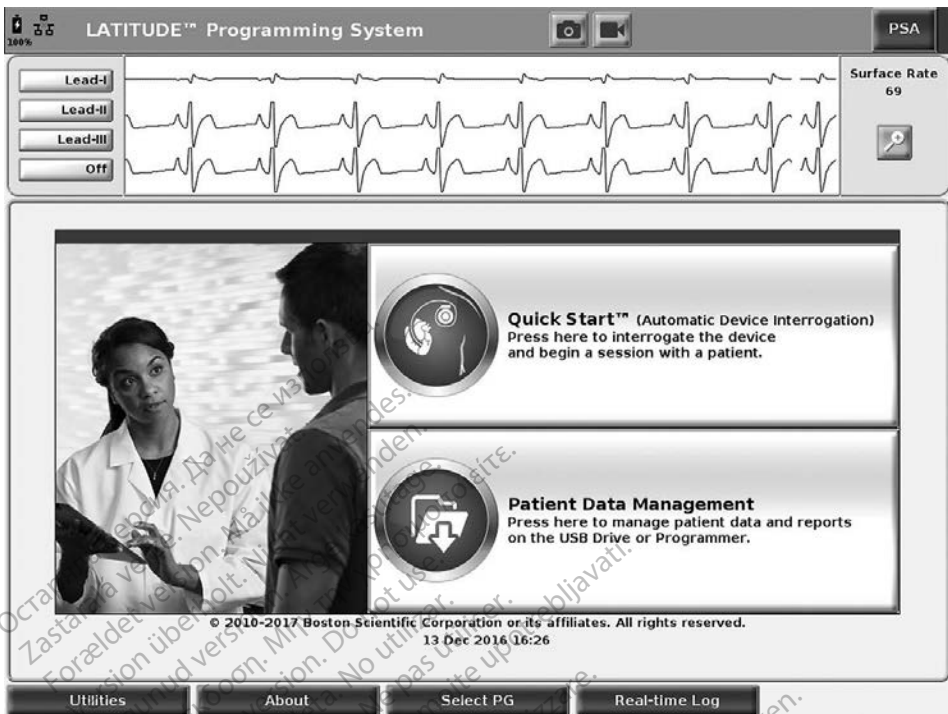 100%
LATITUDE™ Programming System
PSA
Lead-I
Lead-II
Lead-III
Off
Surface Rate
69
Quick Start™ (Automatic Device Interrogation)
Press here to interrogate the device
and begin a session with a patient.
Patient Data Management
Press here to manage patient data and reports
on the USB Drive or Programmer.
© 2010-2017 Boston Scientific Corporation or its affiliates. All rights reserved.
13 Dec 2016 16:26
Utilities
About
Select PG
Real-time Log